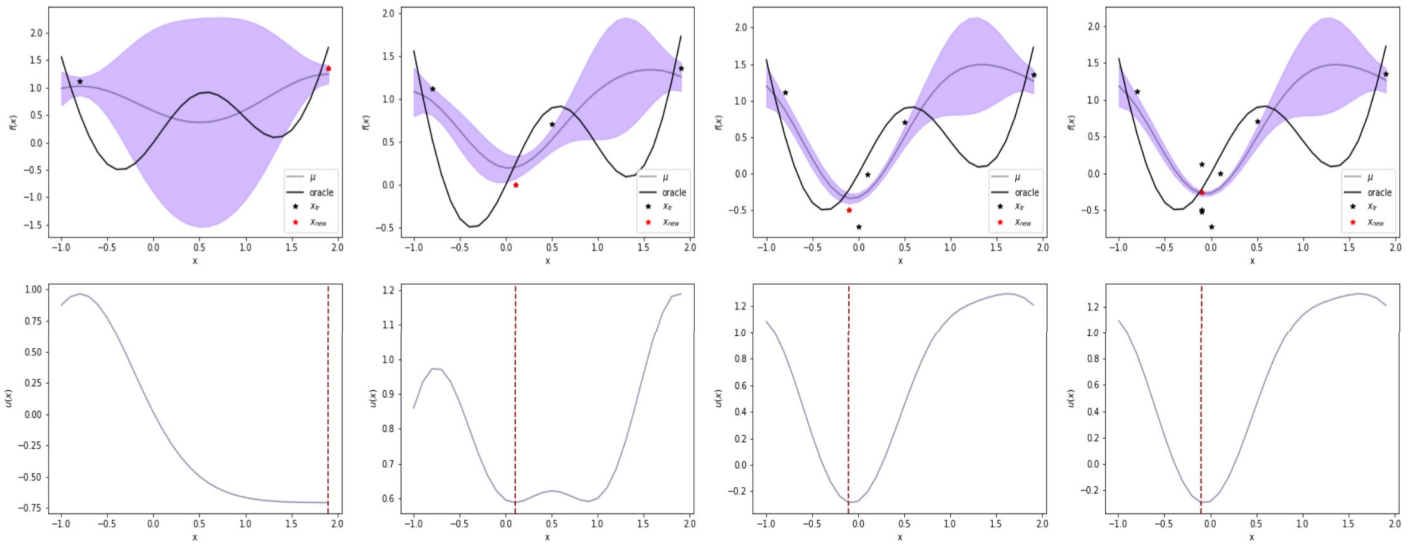 2.0
1.5
1.0
0.5
0.0
−0.5
−1.0
−1.5
f(x)
−1.0 −0.5 0.0 0.5 1.0 1.5 2.0
x
μ
oracle
x_tr
x_new
2.0
1.5
1.0
0.5
0.0
−0.5
f(x)
−1.0 −0.5 0.0 0.5 1.0 1.5 2.0
x
μ
oracle
x_tr
x_new
2.0
1.5
1.0
0.5
0.0
−0.5
f(x)
−1.0 −0.5 0.0 0.5 1.0 1.5 2.0
x
μ
oracle
x_tr
x_new
2.0
1.5
1.0
0.5
0.0
−0.5
f(x)
−1.0 −0.5 0.0 0.5 1.0 1.5 2.0
x
μ
oracle
x_tr
x_new
1.00
0.75
0.50
0.25
0.00
−0.25
−0.50
−0.75
u(x)
−1.0 −0.5 0.0 0.5 1.0 1.5 2.0
x
1.2
1.1
1.0
0.9
0.8
0.7
0.6
u(x)
−1.0 −0.5 0.0 0.5 1.0 1.5 2.0
x
1.2
1.0
0.8
0.6
0.4
0.2
0.0
−0.2
u(x)
−1.0 −0.5 0.0 0.5 1.0 1.5 2.0
x
1.2
1.0
0.8
0.6
0.4
0.2
0.0
−0.2
u(x)
−1.0 −0.5 0.0 0.5 1.0 1.5 2.0
x